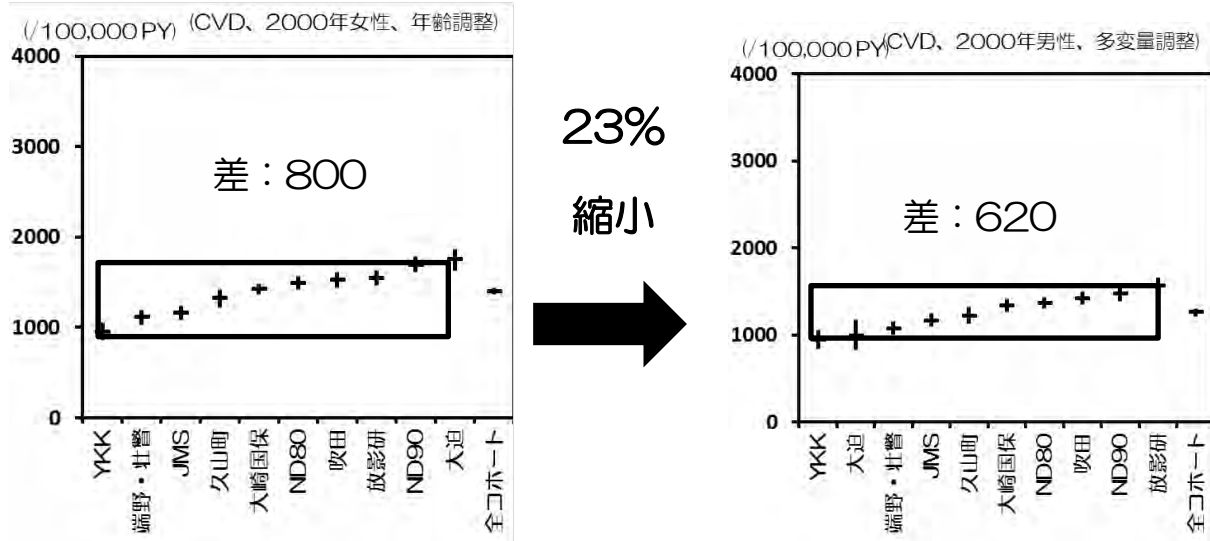 (/100,000 PY) (CVD、2000年女性、年齢調整)
4000
3000
2000
1000
0
差：800
YKK
端野・壮瞥
JMS
久山町
大崎国保
ND80
吹田
放影研
ND90
大迫
全コホート
23%
縮小
(/100,000 PY)(CVD、2000年男性、多変量調整)
4000
3000
2000
1000
0
差：620
YKK
大迫
端野・壮瞥
JMS
久山町
大崎国保
ND80
吹田
ND90
放影研
全コホート